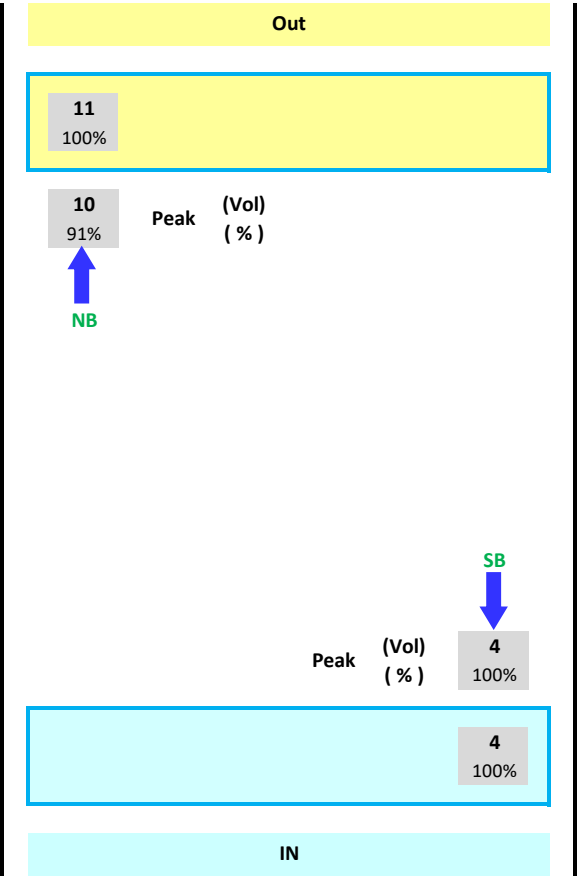 Out
11
100%
10
91%
Peak
(Vol)
( % )
NB
SB
Peak
(Vol)
( % )
4
100%
4
100%
IN